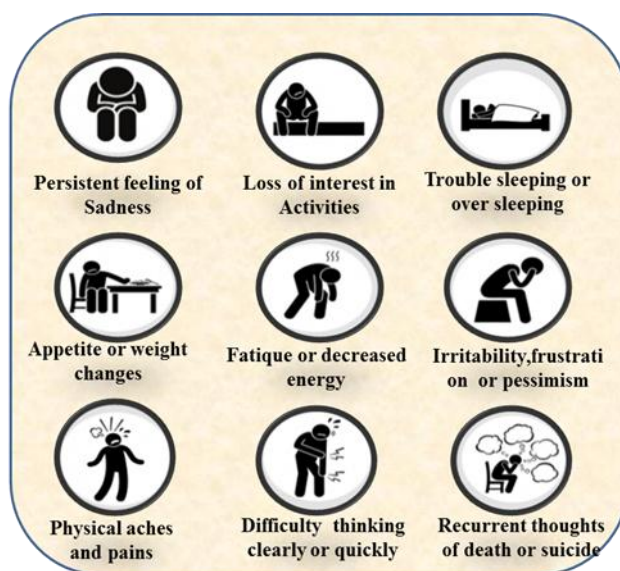 Persistent feeling of
Sadness
Loss of interest in
Activities
Trouble sleeping or
over sleeping
Appetite or weight
changes
Fatique or decreased
energy
Irritability,frustrati
on or pessimism
Physical aches
and pains
Difficulty thinking
clearly or quickly
Recurrent thoughts
of death or suicide